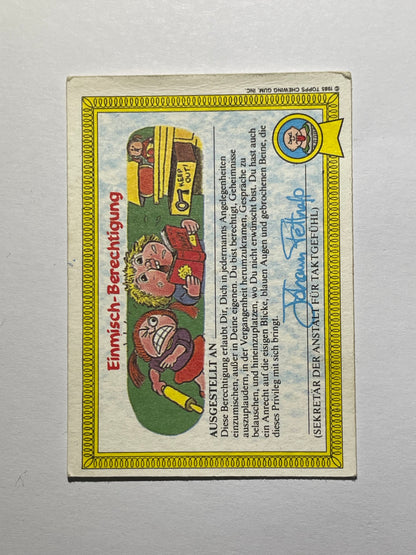 © 1985 TOPPS CHEWING GUM, INC.
Einmisch-Berechtigung
KEEP
OUT!
AUSGESTELLT AN
Diese Berechtigung erlaubt Dir, Dich in jedermanns Angelegenheiten
einzumischen, außer in Deine eigenen. Du bist berechtigt, Geheimnisse
auszuplaudern, in der Vergangenheit herumzukramen, Gespräche zu
belauschen, und hineinzuplatzen, wo Du nicht erwünscht bist. Du hast auch
ein Anrecht auf die eisigen Blicke, blauen Augen und gebrochenen Beine, die
dieses Privileg mit sich bringt.
(SEKRETÄR DER ANSTALT FÜR TAKTGEFÜHL)